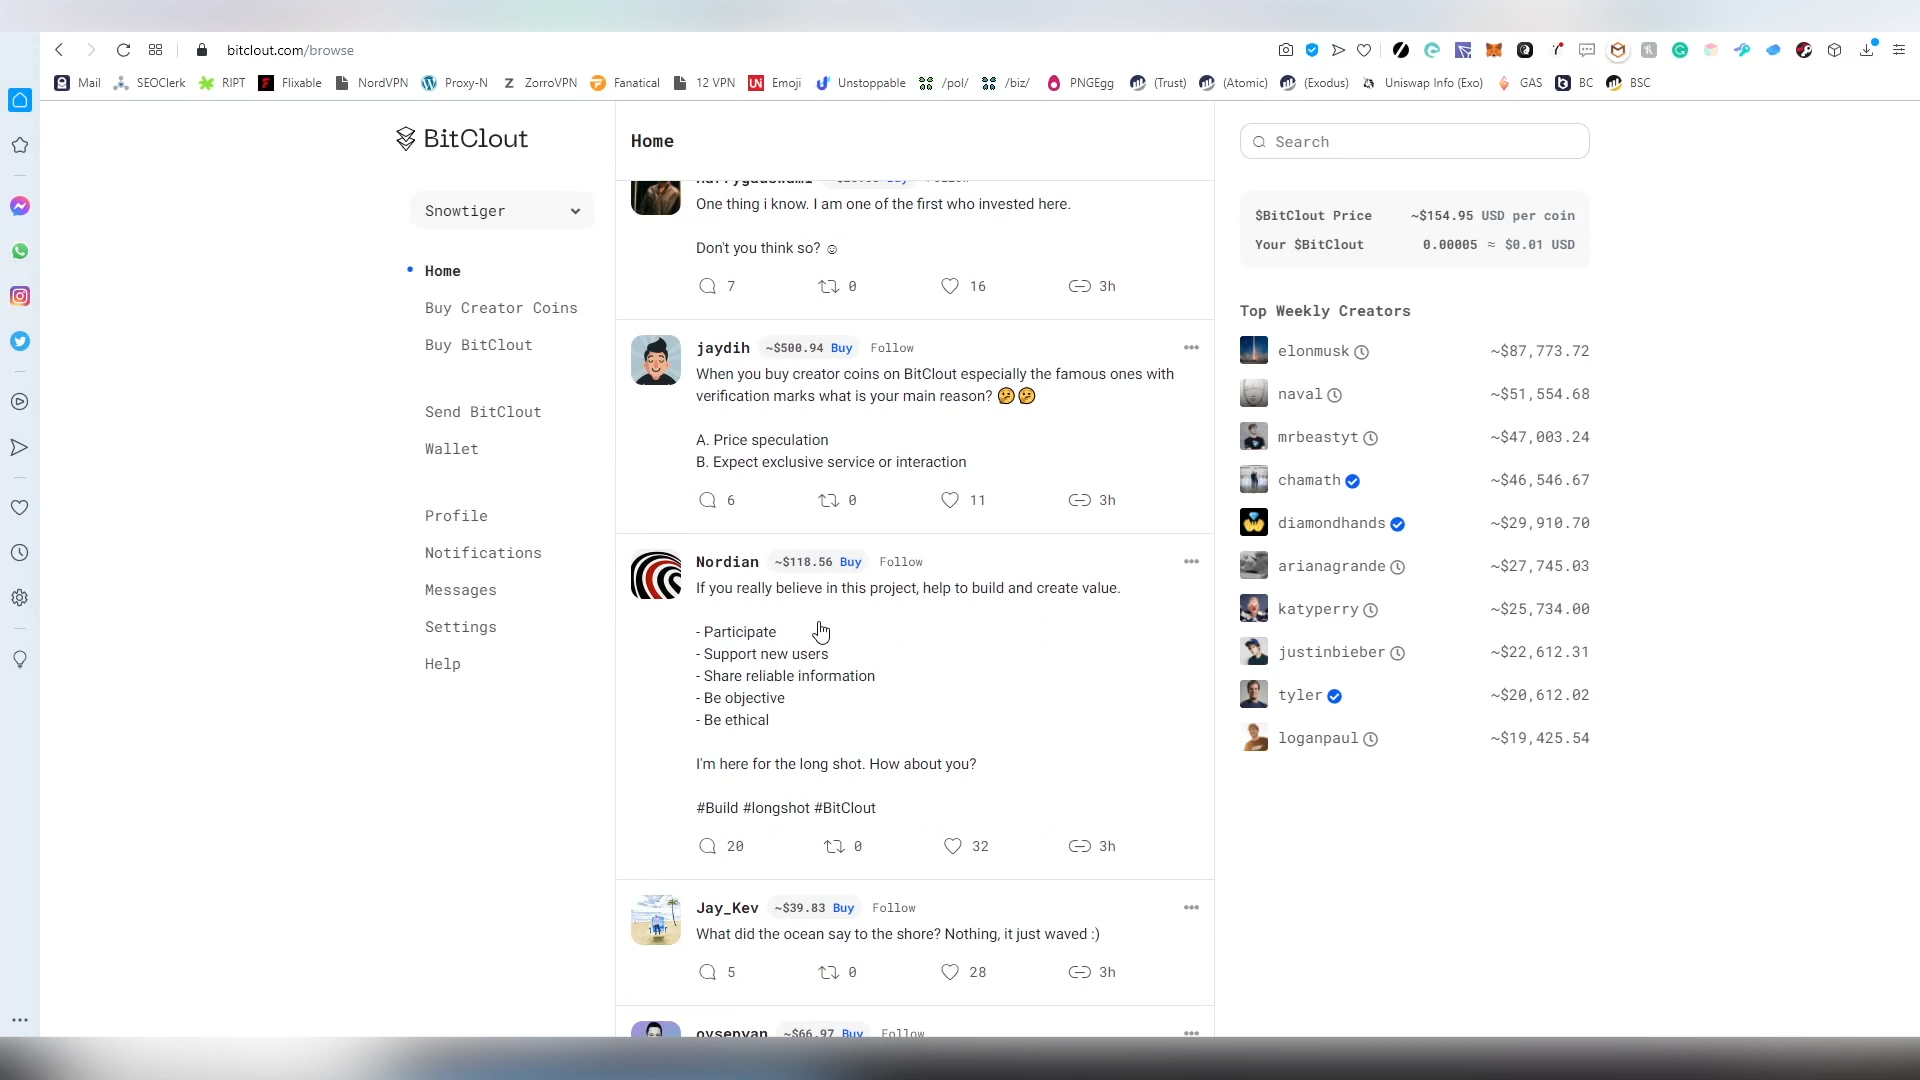 bitclout.com/browse
Mail SEOClerk RIPT Flixable NordVPN Proxy-N ZorroVPN Fanatical 12 VPN UN Emoji Unstoppable /pol/ /biz/ PNGEgg (Trust) (Atomic) (Exodus) Uniswap Info (Exo) GAS BC BSC
BitClout
Snowtiger
Home
Buy Creator Coins
Buy BitClout
Send BitClout
Wallet
Profile
Notifications
Messages
Settings
Help
Home
One thing i know. I am one of the first who invested here.
Don't you think so? ☺
7 0 16 3h
jaydih ~$500.94 Buy Follow
When you buy creator coins on BitClout especially the famous ones with
verification marks what is your main reason? 🤔🤔
A. Price speculation
B. Expect exclusive service or interaction
6 0 11 3h
Nordian ~$118.56 Buy Follow
If you really believe in this project, help to build and create value.
- Participate
- Support new users
- Share reliable information
- Be objective
- Be ethical
I'm here for the long shot. How about you?
#Build #longshot #BitClout
20 0 32 3h
Jay_Kev ~$39.83 Buy Follow
What did the ocean say to the shore? Nothing, it just waved :)
5 0 28 3h
ovsepyan ~$66.97 Buy Follow
Search
$BitClout Price ~$154.95 USD per coin
Your $BitClout 0.00005 ≈ $0.01 USD
Top Weekly Creators
elonmusk ~$87,773.72
naval ~$51,554.68
mrbeastyt ~$47,003.24
chamath ~$46,546.67
diamondhands ~$29,910.70
arianagrande ~$27,745.03
katyperry ~$25,734.00
justinbieber ~$22,612.31
tyler ~$20,612.02
loganpaul ~$19,425.54